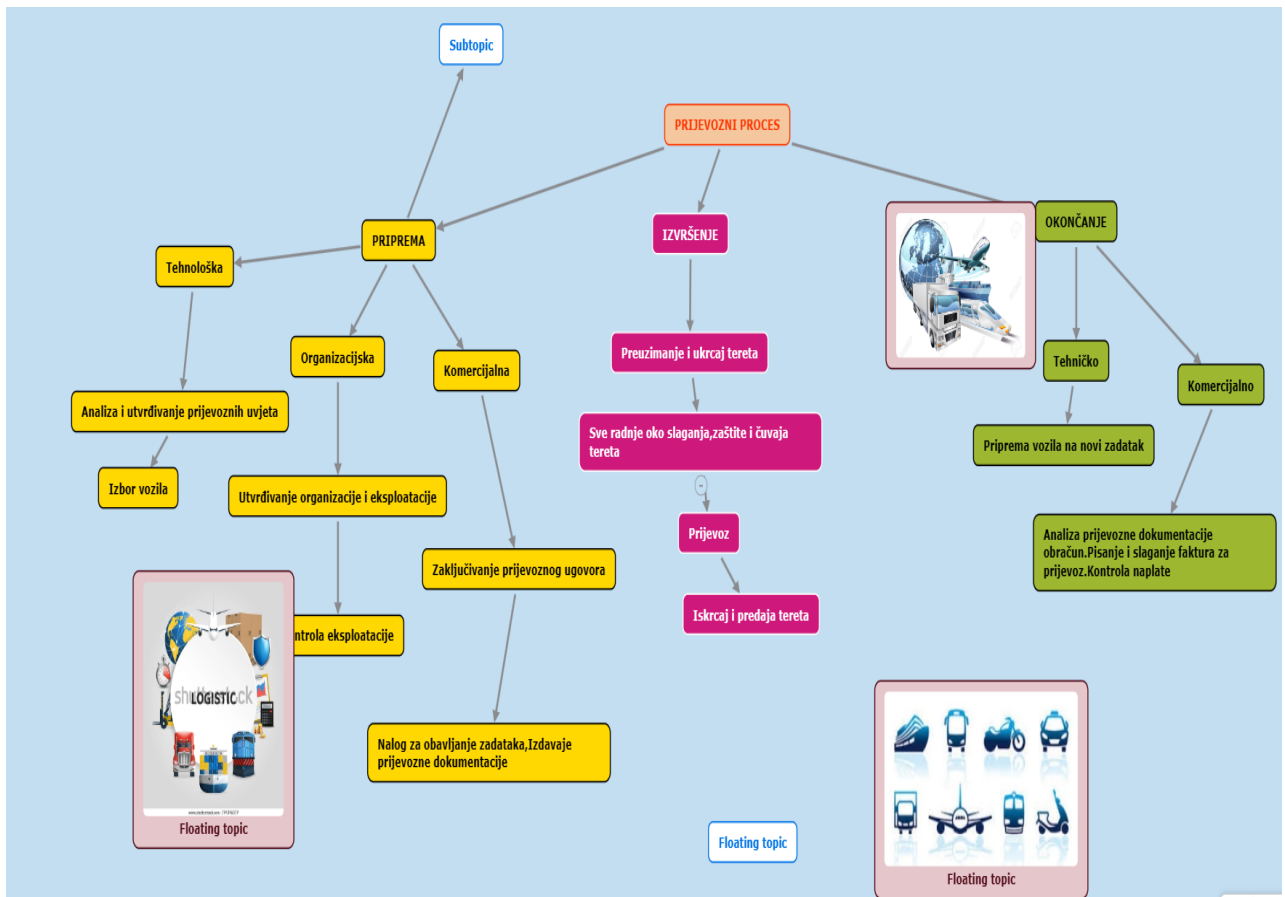 Subtopic
PRIJEVOZNI PROCES
PRIPREMA
IZVRŠENJE
OKONČANJE
Tehnološka
Organizacijska
Komercijalna
Preuzimanje i ukrcaj tereta
Tehničko
Komercijalno
Analiza i utvrđivanje prijevoznih uvjeta
Sve radnje oko slaganja,zaštite i čuvaja
tereta
Priprema vozila na novi zadatak
Izbor vozila
Utvrđivanje organizacije i eksploatacije
Prijevoz
Analiza prijevozne dokumentacije
obračun.Pisanje i slaganje faktura za
prijevoz.Kontrola naplate
Zaključivanje prijevoznog ugovora
Iskrcaj i predaja tereta
ntrola eksploatacije
LOGISTIC
Nalog za obavljanje zadataka,Izdavaje
prijevozne dokumentacije
Floating topic
Floating topic
Floating topic